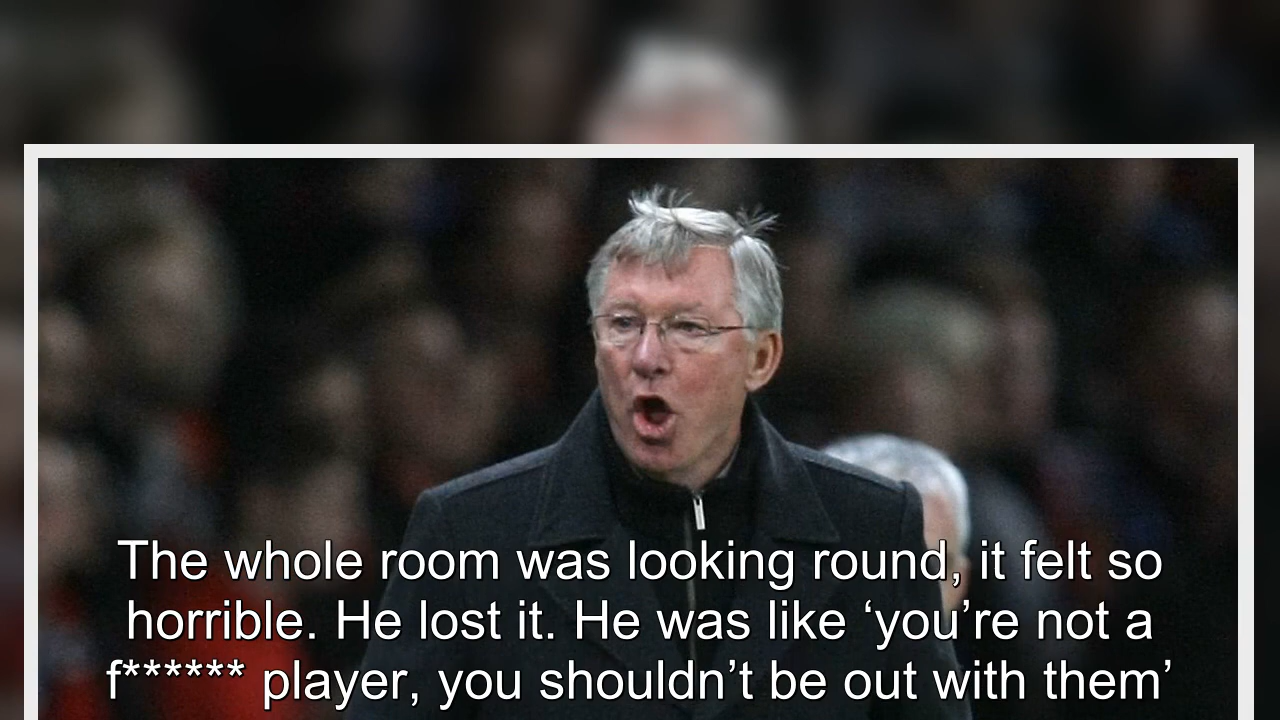 The whole room was looking round, it felt so
horrible. He lost it. He was like ‘you’re not a
f****** player, you shouldn’t be out with them’